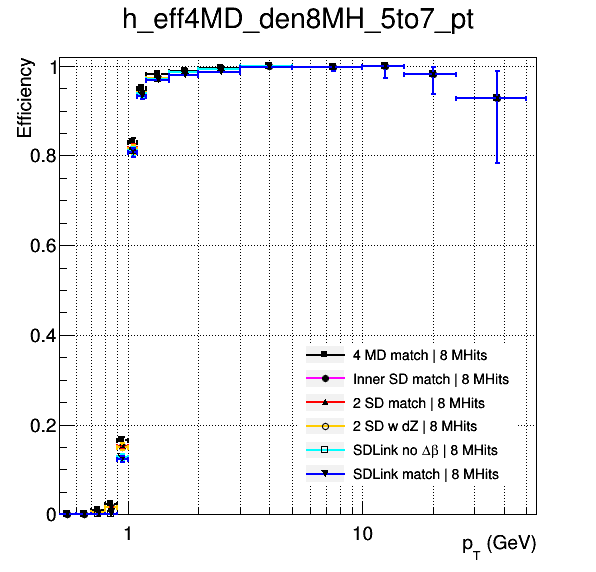 h_eff4MD_den8MH_5to7_pt
Efficiency
1
0.8
0.6
0.4
0.2
0
4 MD match | 8 MHits
Inner SD match | 8 MHits
2 SD match | 8 MHits
2 SD w dZ | 8 MHits
SDLink no Δβ | 8 MHits
SDLink match | 8 MHits
1 10
p_T (GeV)